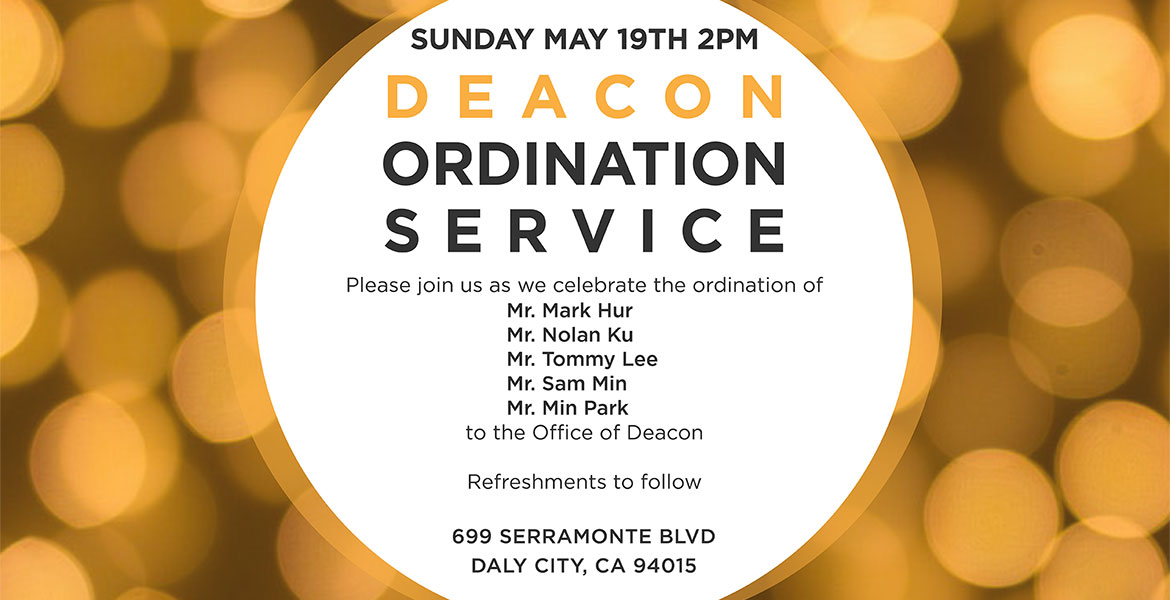 SUNDAY MAY 19TH 2PM
DEACON
ORDINATION
SERVICE
Please join us as we celebrate the ordination of
Mr. Mark Hur
Mr. Nolan Ku
Mr. Tommy Lee
Mr. Sam Min
Mr. Min Park
to the Office of Deacon
Refreshments to follow
699 SERRAMONTE BLVD
DALY CITY, CA 94015